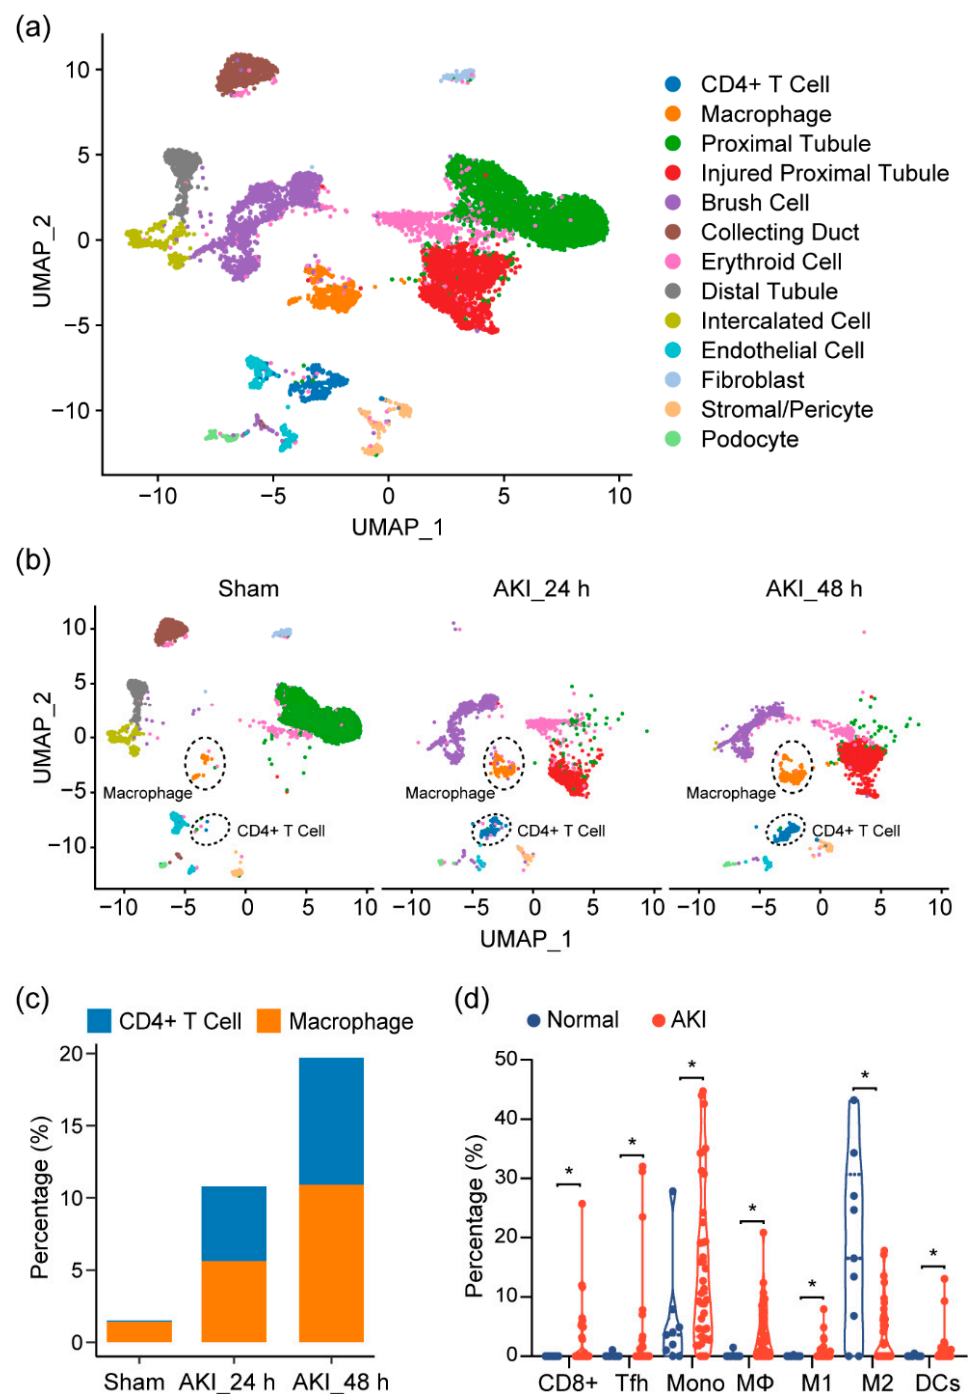 (a)
10
5
0
−5
−10
UMAP_2
−10 −5 0 5 10
UMAP_1
CD4+ T Cell
Macrophage
Proximal Tubule
Injured Proximal Tubule
Brush Cell
Collecting Duct
Erythroid Cell
Distal Tubule
Intercalated Cell
Endothelial Cell
Fibroblast
Stromal/Pericyte
Podocyte
(b)
Sham AKI_24 h AKI_48 h
10
5
0
−5
−10
UMAP_2
Macrophage Macrophage Macrophage
CD4+ T Cell CD4+ T Cell CD4+ T Cell
−10 −5 0 5 10 −10 −5 0 5 10 −10 −5 0 5 10
UMAP_1
(c)
CD4+ T Cell Macrophage
20
15
10
5
0
Percentage (%)
Sham AKI_24 h AKI_48 h
(d)
Normal AKI
50
40
30
20
10
0
Percentage (%)
* * * * * * *
CD8+ Tfh Mono MΦ M1 M2 DCs